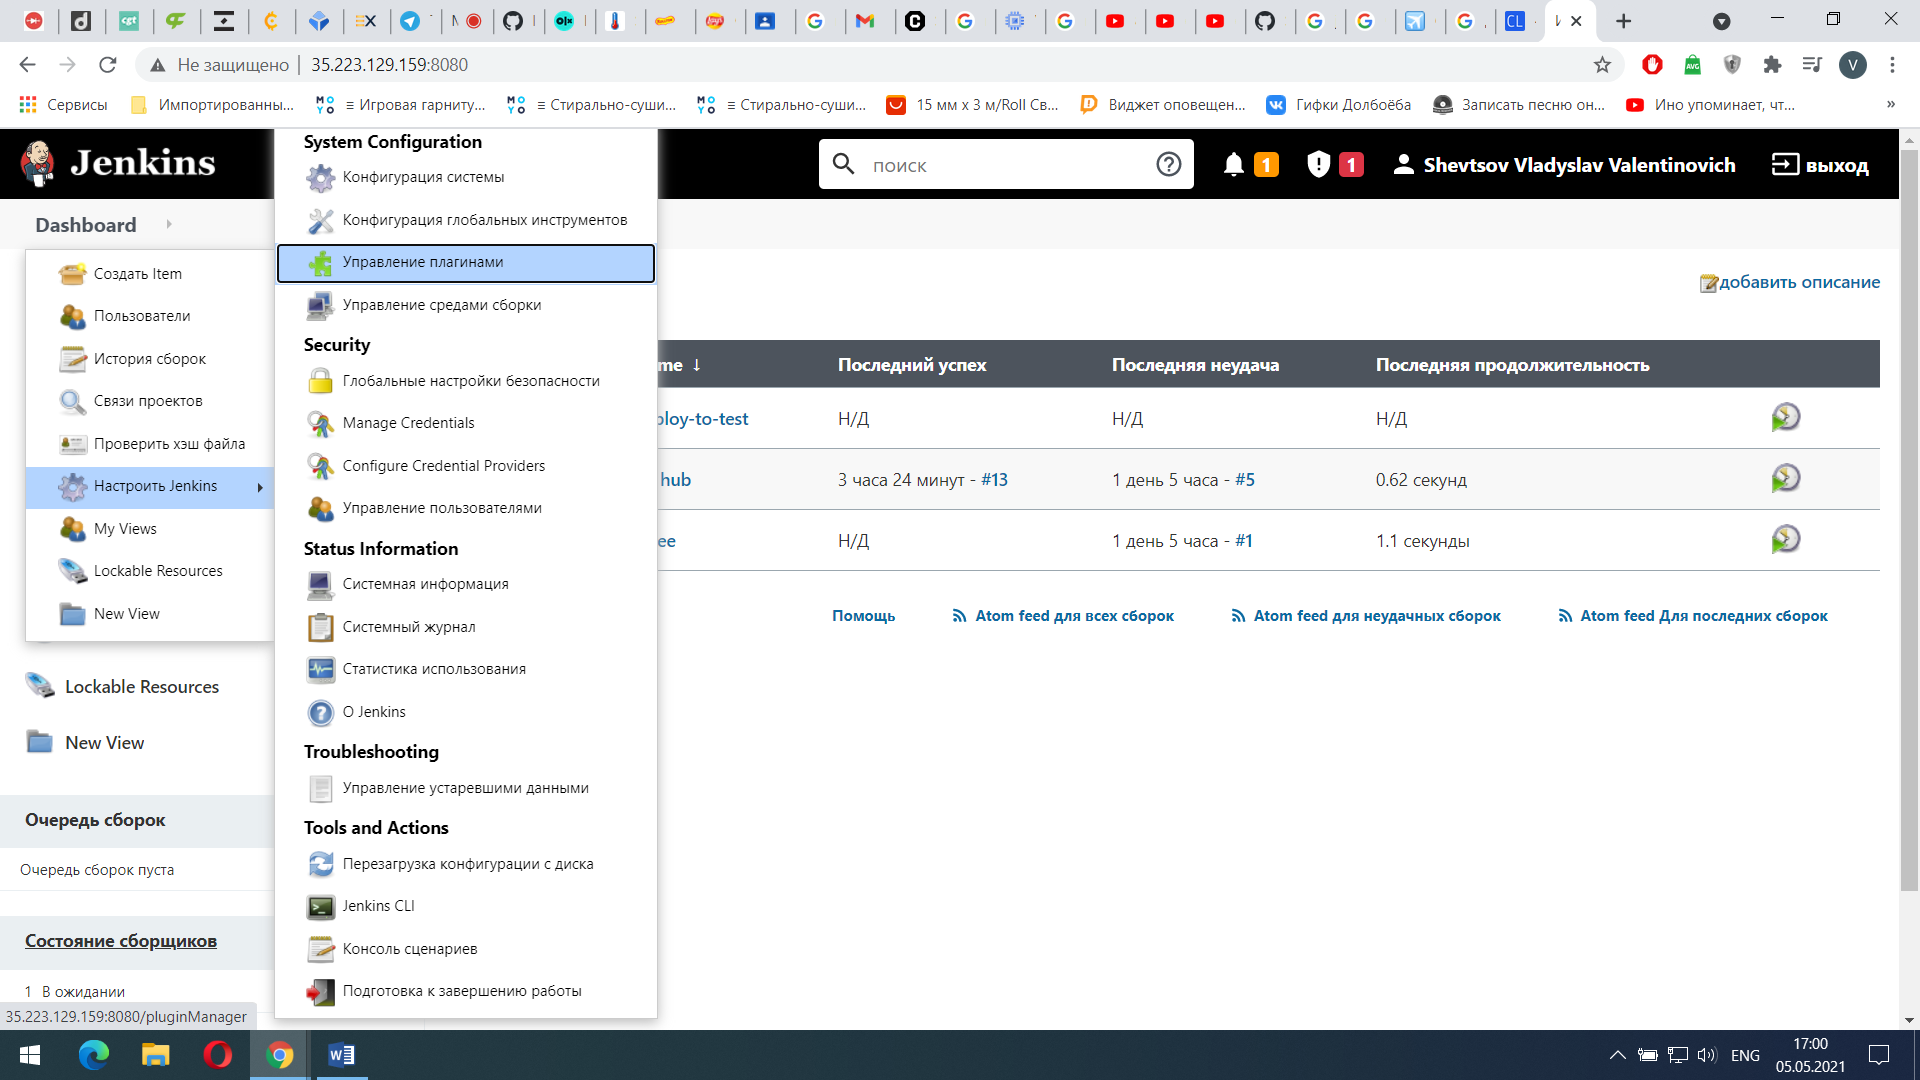 Не защищено
35.223.129.159:8080
V
Сервисы
Импортированны...
≡ Игровая гарниту...
≡ Стирально-суши...
≡ Стирально-суши...
15 мм x 3 м/Roll Св...
Виджет оповещен...
Гифки Долбоёба
Записать песню он...
Ино упоминает, чт...
»
Jenkins
поиск
1
1
Shevtsov Vladyslav Valentinovich
выход
Dashboard
добавить описание
Создать Item
Пользователи
История сборок
Связи проектов
Проверить хэш файла
Настроить Jenkins
My Views
Lockable Resources
New View
System Configuration
Конфигурация системы
Конфигурация глобальных инструментов
Управление плагинами
Управление средами сборки
Security
Глобальные настройки безопасности
Manage Credentials
Configure Credential Providers
Управление пользователями
Status Information
Системная информация
Системный журнал
Статистика использования
О Jenkins
Troubleshooting
Управление устаревшими данными
Tools and Actions
Перезагрузка конфигурации с диска
Jenkins CLI
Консоль сценариев
Подготовка к завершению работы
me ↓ Последний успех Последняя неудача Последняя продолжительность
ploy-to-test Н/Д Н/Д Н/Д
hub 3 часа 24 минут - #13 1 день 5 часа - #5 0.62 секунд
ee Н/Д 1 день 5 часа - #1 1.1 секунды
Помощь
Atom feed для всех сборок
Atom feed для неудачных сборок
Atom feed Для последних сборок
Lockable Resources
New View
Очередь сборок
Очередь сборок пуста
Состояние сборщиков
1 В ожидании
35.223.129.159:8080/pluginManager
ENG
17:00
05.05.2021